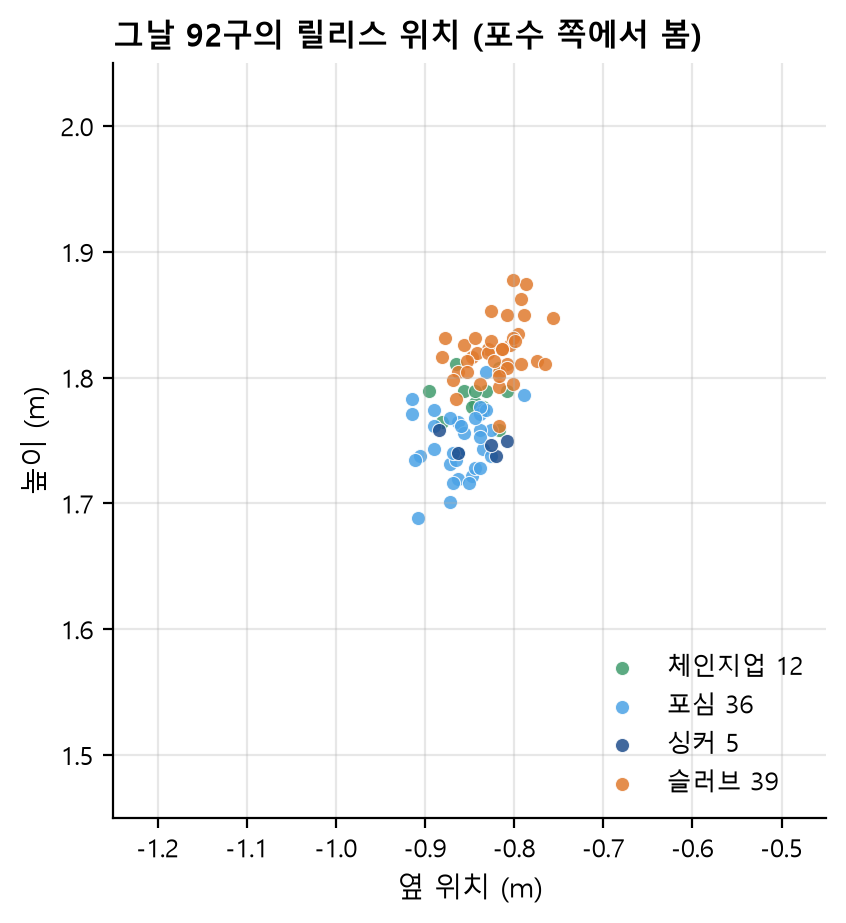 그날 92구의 릴리스 위치 (포수 쪽에서 봄)
높이 (m)
2.0
1.9
1.8
1.7
1.6
1.5
체인지업 12
포심 36
싱커 5
슬러브 39
-1.2 -1.1 -1.0 -0.9 -0.8 -0.7 -0.6 -0.5
옆 위치 (m)